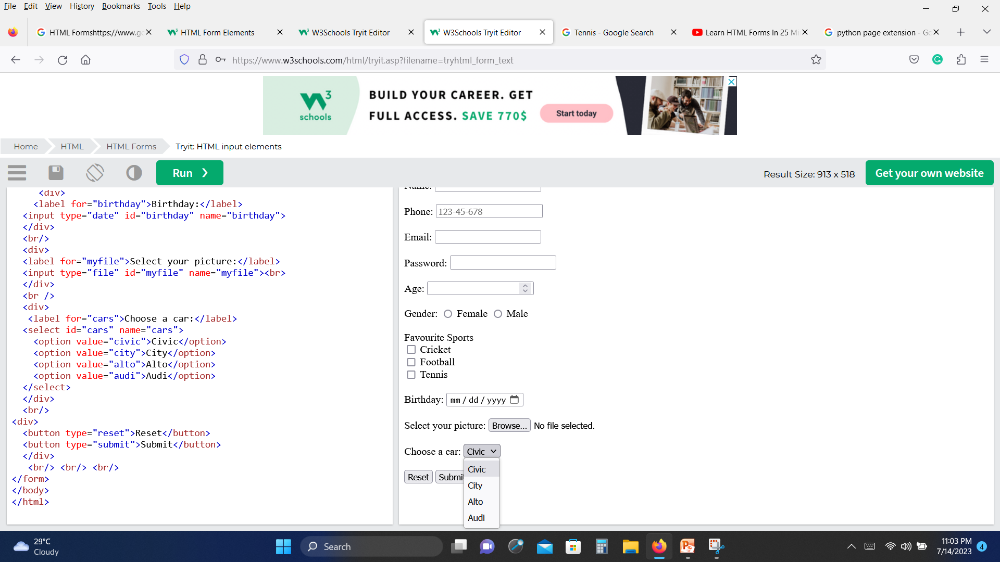 File Edit View History Bookmarks Tools Help
HTML Formshttps://www.go
HTML Form Elements
W3Schools Tryit Editor
W3Schools Tryit Editor
Tennis - Google Search
Learn HTML Forms In 25 Mi
python page extension - Go
https://www.w3schools.com/html/tryit.asp?filename=tryhtml_form_text
W3 schools
BUILD YOUR CAREER. GET
FULL ACCESS. SAVE 770$
Start today
Home HTML HTML Forms Tryit: HTML input elements
Run ❯
Result Size: 913 x 518
Get your own website
<div>
<label for="birthday">Birthday:</label>
<input type="date" id="birthday" name="birthday">
</div>
<br/>
<div>
<label for="myfile">Select your picture:</label>
<input type="file" id="myfile" name="myfile"><br>
</div>
<br />
<div>
<label for="cars">Choose a car:</label>
<select id="cars" name="cars">
<option value="civic">Civic</option>
<option value="city">City</option>
<option value="alto">Alto</option>
<option value="audi">Audi</option>
</select>
</div>
<br/>
<div>
<button type="reset">Reset</button>
<button type="submit">Submit</button>
</div>
<br/> <br/> <br/>
</form>
</body>
</html>
Name:
Phone: 123-45-678
Email:
Password:
Age:
Gender: Female Male
Favourite Sports
Cricket
Football
Tennis
Birthday: mm / dd / yyyy
Select your picture: Browse... No file selected.
Choose a car: Civic
Civic
Reset Submit
City
Alto
Audi
29°C
Cloudy
Search
11:03 PM
7/14/2023
4